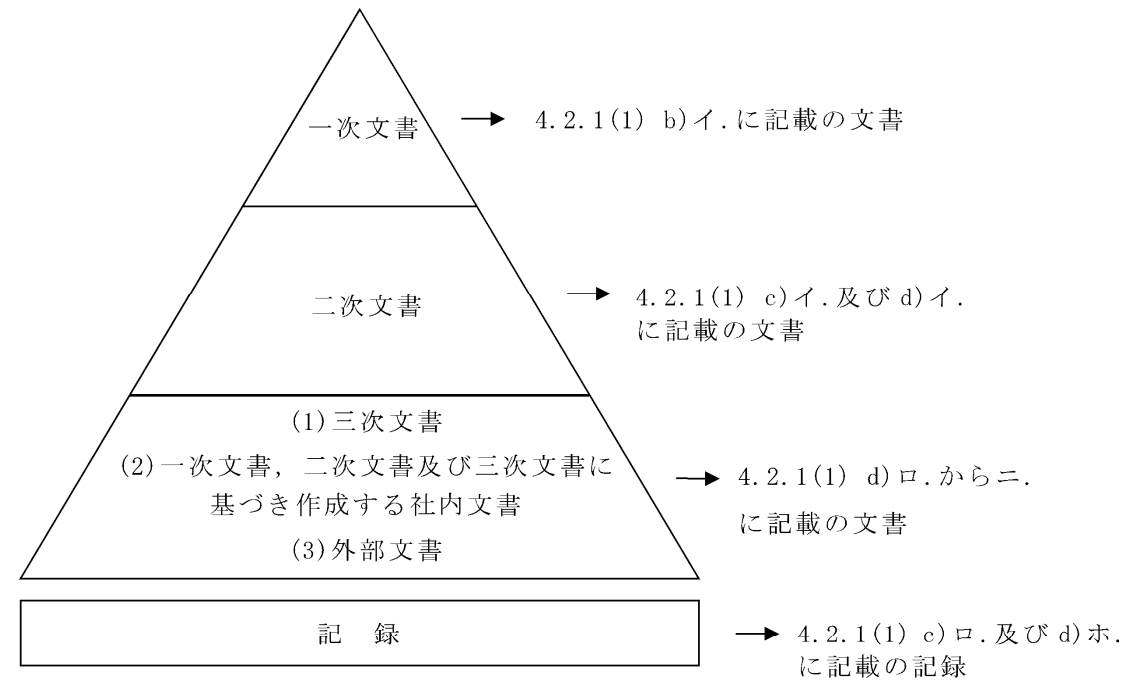 一次文書
4.2.1(1) b)イ.に記載の文書
二次文書
4.2.1(1) c)イ.及びd)イ.
に記載の文書
(1)三次文書
(2)一次文書，二次文書及び三次文書に
基づき作成する社内文書
(3)外部文書
4.2.1(1) d)ロ.からニ.
に記載の文書
記　録
4.2.1(1) c)ロ.及びd)ホ.
に記載の記録